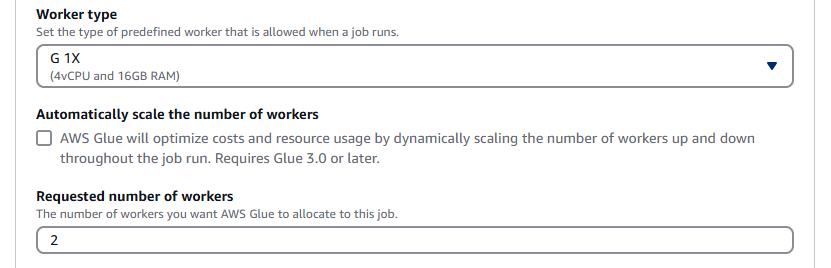 Worker type
Set the type of predefined worker that is allowed when a job runs.
G 1X
(4vCPU and 16GB RAM)
Automatically scale the number of workers
AWS Glue will optimize costs and resource usage by dynamically scaling the number of workers up and down
throughout the job run. Requires Glue 3.0 or later.
Requested number of workers
The number of workers you want AWS Glue to allocate to this job.
2